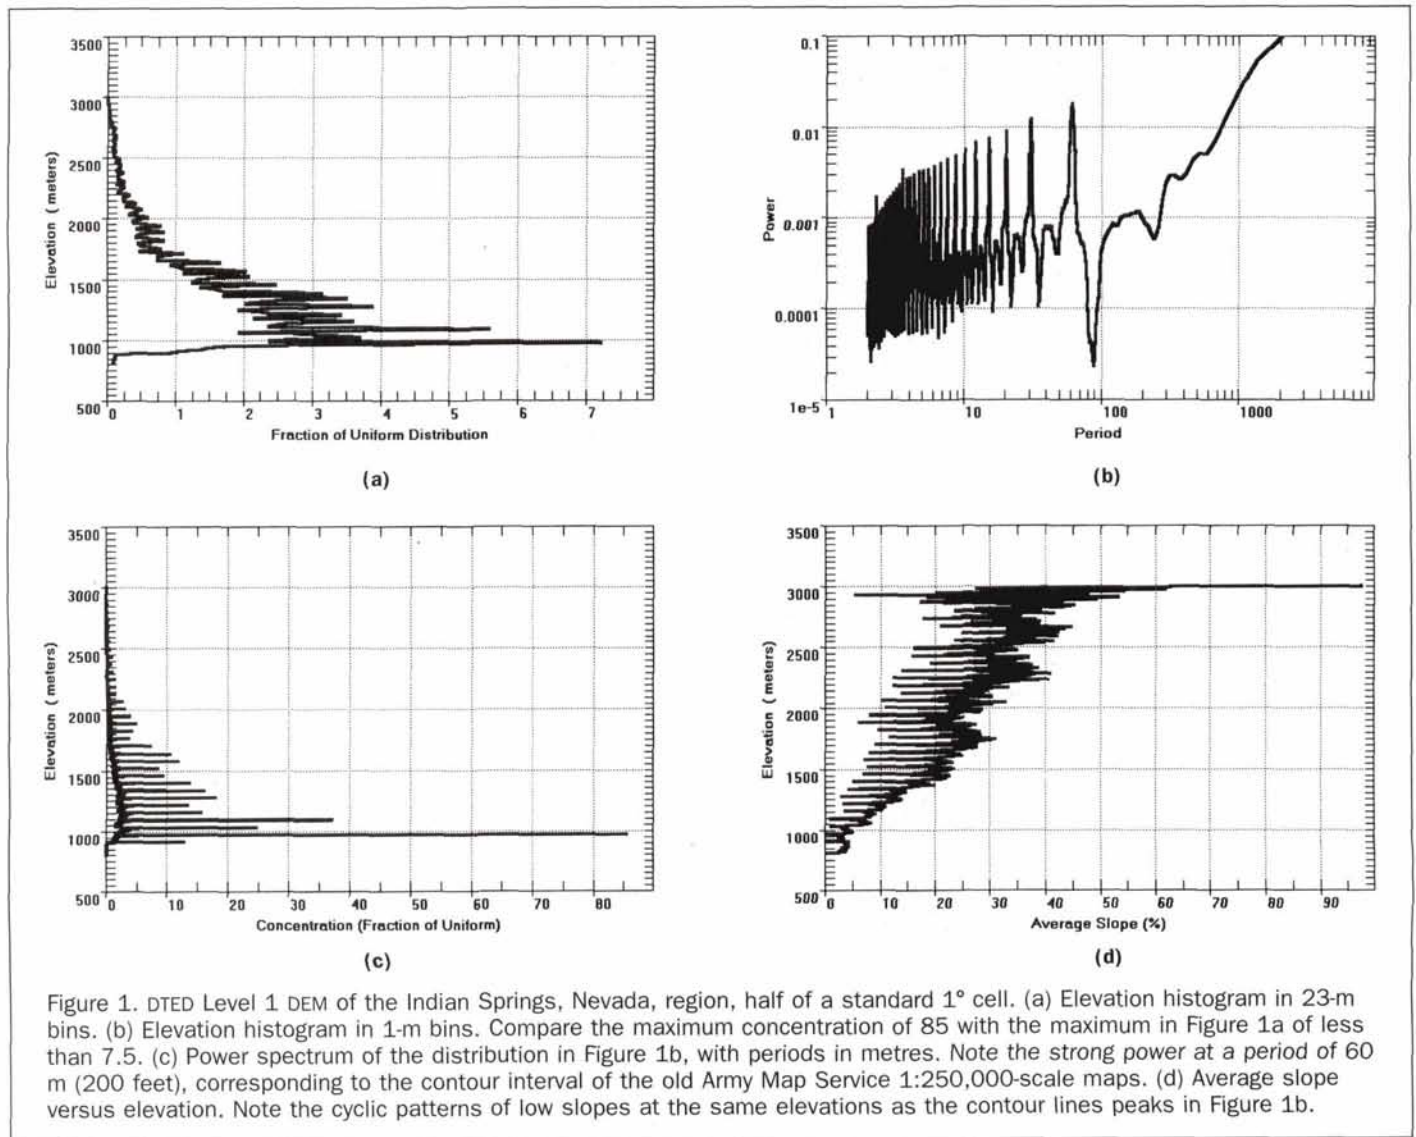 3500
3000
2500
2000
1500
1000
500
Elevation ( meters)
0 1 2 3 4 5 6 7
Fraction of Uniform Distribution
(a)
0.1
0.01
0.001
0.0001
1e-5
Power
1 10 100 1000
Period
(b)
3500
3000
2500
2000
1500
1000
500
Elevation ( meters)
0 10 20 30 40 50 60 70 80
Concentration (Fraction of Uniform)
(c)
3500
3000
2500
2000
1500
1000
500
Elevation ( meters)
0 10 20 30 40 50 60 70 80 90
Average Slope (%)
(d)
Figure 1. DTED Level 1 DEM of the Indian Springs, Nevada, region, half of a standard 1° cell. (a) Elevation histogram in 23-m
bins. (b) Elevation histogram in 1-m bins. Compare the maximum concentration of 85 with the maximum in Figure 1a of less
than 7.5. (c) Power spectrum of the distribution in Figure 1b, with periods in metres. Note the strong power at a period of 60
m (200 feet), corresponding to the contour interval of the old Army Map Service 1:250,000-scale maps. (d) Average slope
versus elevation. Note the cyclic patterns of low slopes at the same elevations as the contour lines peaks in Figure 1b.